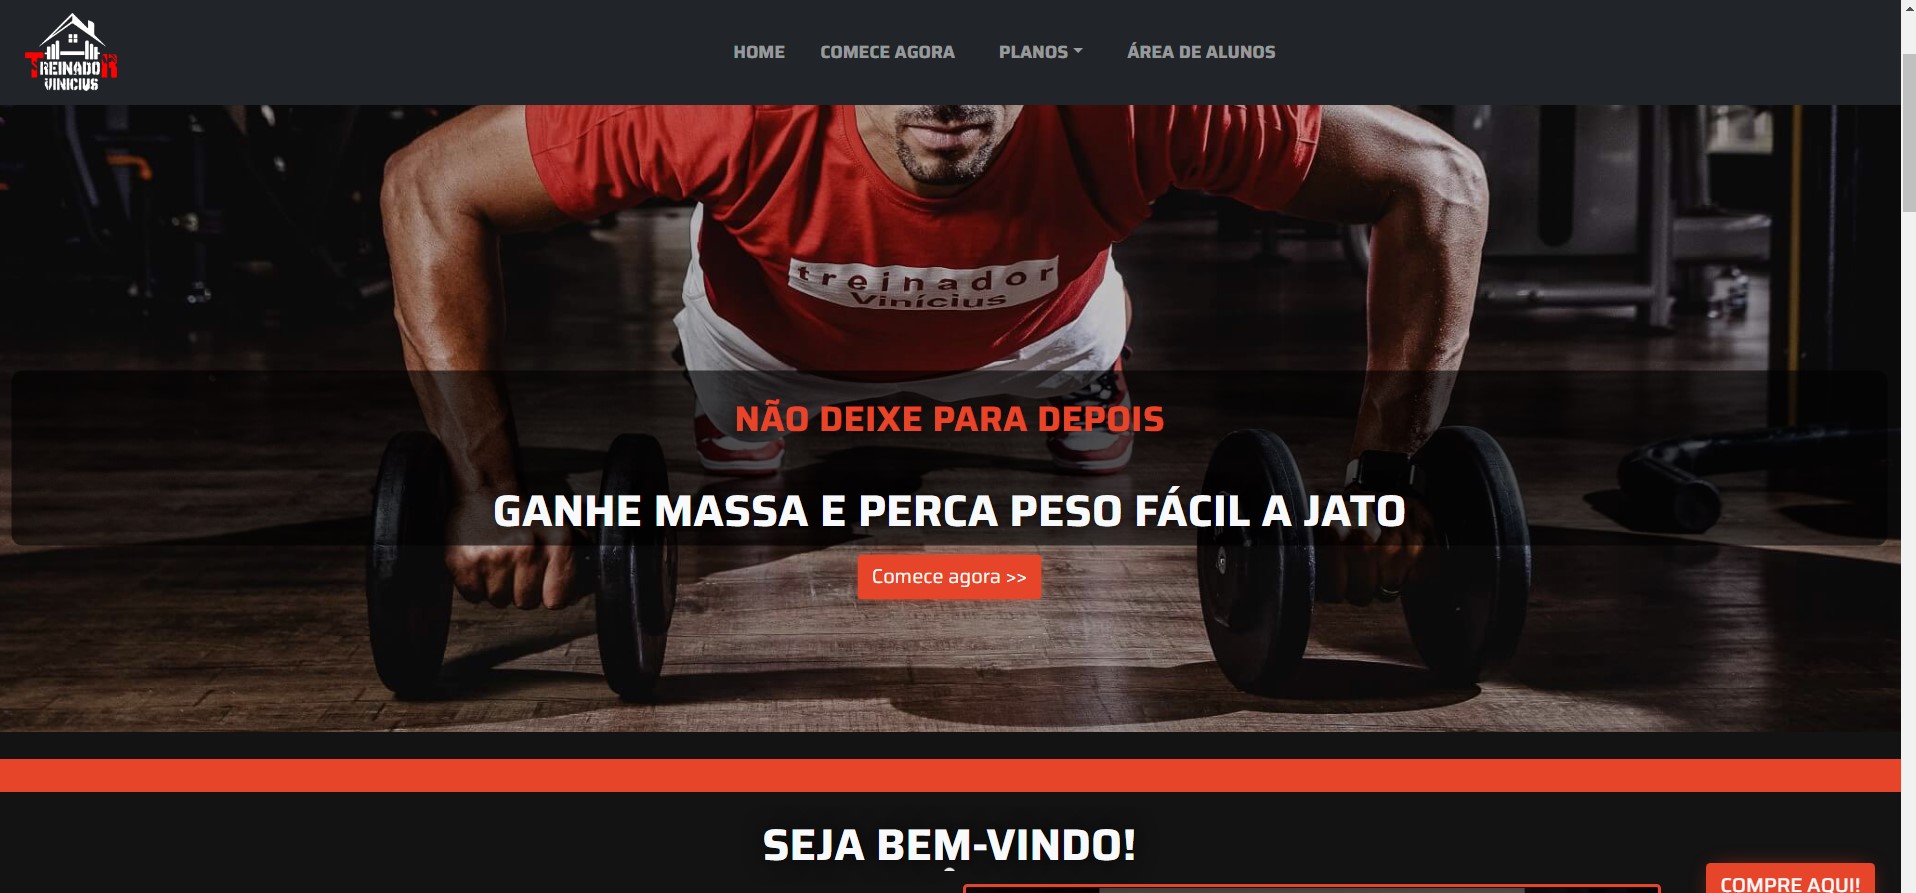 TREINADOR
VINICIUS
HOME COMECE AGORA PLANOS ÁREA DE ALUNOS
treinador
Vinícius
NÃO DEIXE PARA DEPOIS
GANHE MASSA E PERCA PESO FÁCIL A JATO
Comece agora >>
SEJA BEM-VINDO!
COMPRE AQUI!